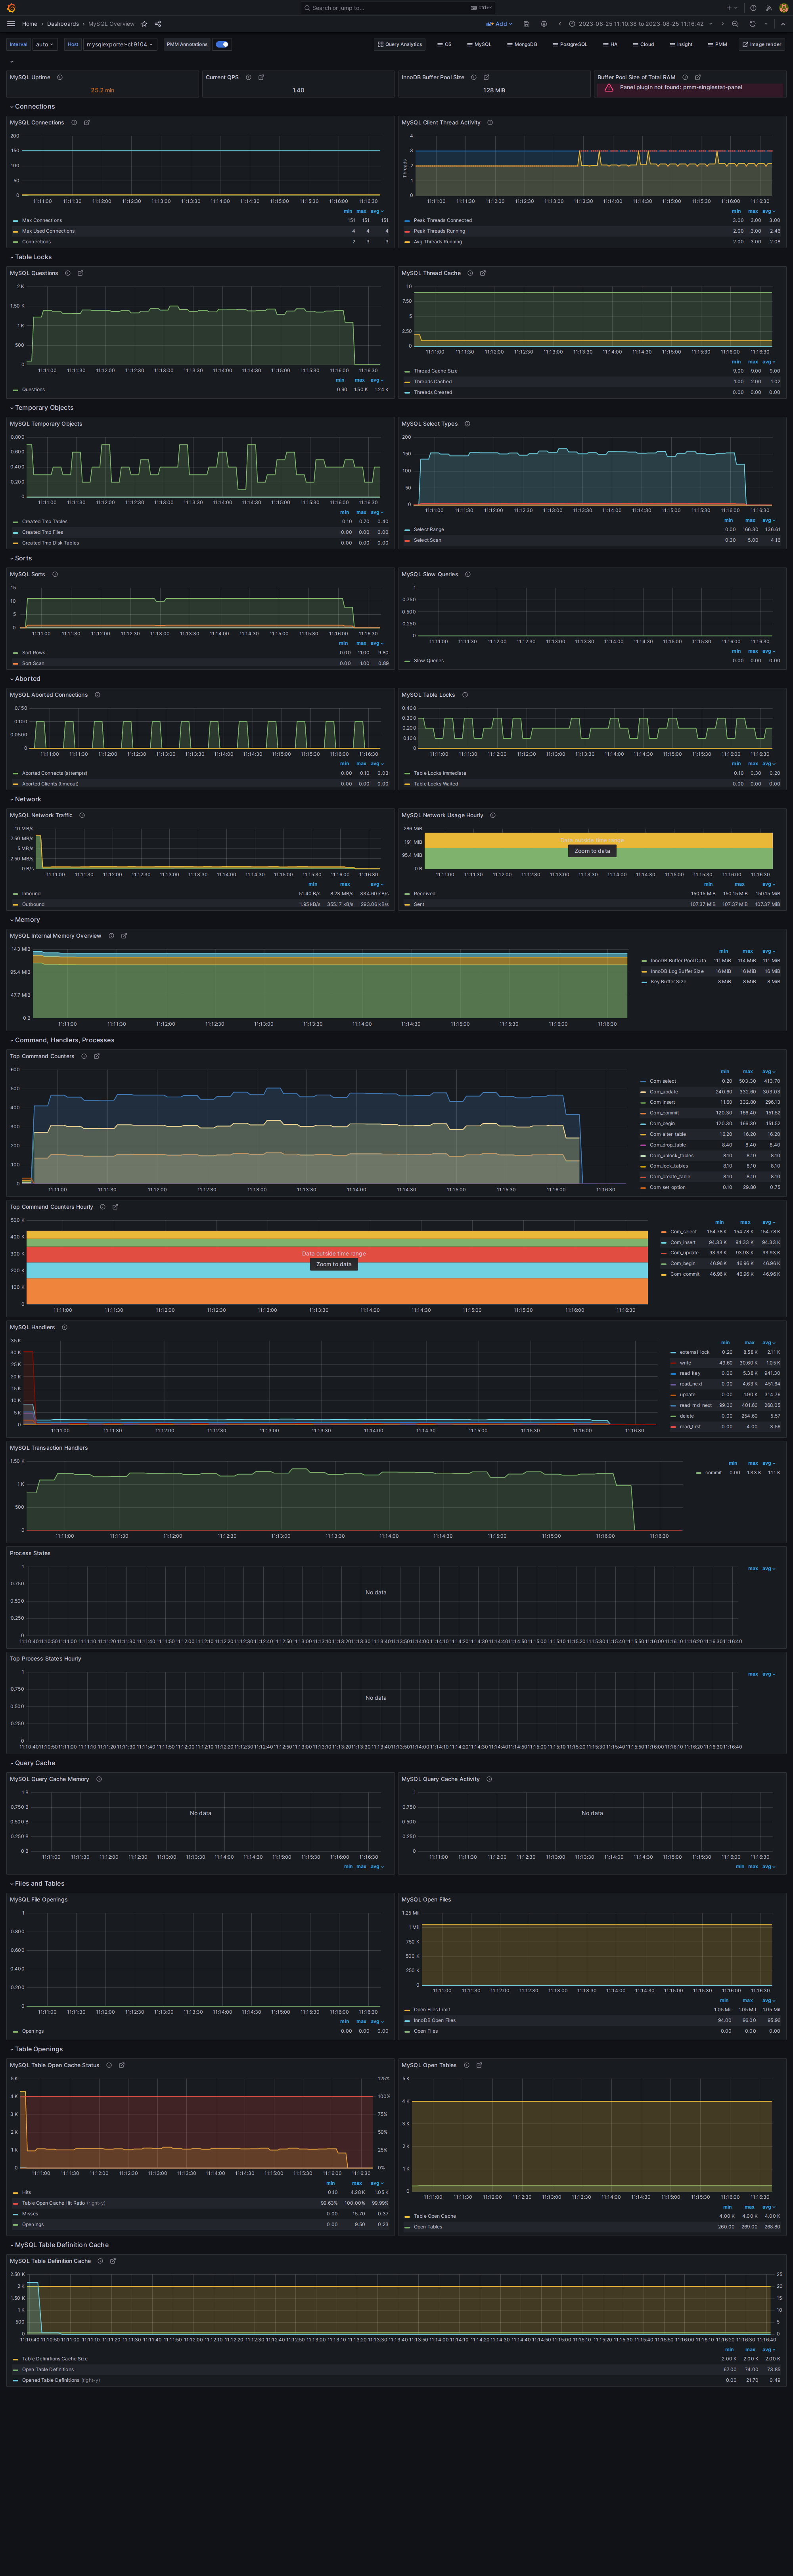 Search or jump to...
ctrl+k
Home > Dashboards > MySQL Overview
Add
2023-08-25 11:10:38 to 2023-08-25 11:16:42
Interval auto Host mysqlexporter-cl:9104 PMM Annotations
Query Analytics OS MySQL MongoDB PostgreSQL HA Cloud Insight PMM Image render
MySQL Uptime
25.2 min
Current QPS
1.40
InnoDB Buffer Pool Size
128 MiB
Buffer Pool Size of Total RAM
Panel plugin not found: pmm-singlestat-panel
Connections
MySQL Connections
min max avg
Max Connections 151 151 151
Max Used Connections 4 4 4
Connections 2 3 3
MySQL Client Thread Activity
Threads
min max avg
Peak Threads Connected 3.00 3.00 3.00
Peak Threads Running 2.00 3.00 2.46
Avg Threads Running 2.00 3.00 2.08
Table Locks
MySQL Questions
min max avg
Questions 0.90 1.50 K 1.24 K
MySQL Thread Cache
min max avg
Thread Cache Size 9.00 9.00 9.00
Threads Cached 1.00 2.00 1.02
Threads Created 0.00 0.00 0.00
Temporary Objects
MySQL Temporary Objects
min max avg
Created Tmp Tables 0.10 0.70 0.40
Created Tmp Files 0.00 0.00 0.00
Created Tmp Disk Tables 0.00 0.00 0.00
MySQL Select Types
min max avg
Select Range 0.00 166.30 136.61
Select Scan 0.30 5.00 4.16
Sorts
MySQL Sorts
min max avg
Sort Rows 0.00 11.00 9.80
Sort Scan 0.00 1.00 0.89
MySQL Slow Queries
min max avg
Slow Queries 0.00 0.00 0.00
Aborted
MySQL Aborted Connections
min max avg
Aborted Connects (attempts) 0.00 0.10 0.03
Aborted Clients (timeout) 0.00 0.00 0.00
MySQL Table Locks
min max avg
Table Locks Immediate 0.10 0.30 0.20
Table Locks Waited 0.00 0.00 0.00
Network
MySQL Network Traffic
min max avg
Inbound 51.40 B/s 8.23 MB/s 334.60 kB/s
Outbound 1.95 kB/s 355.17 kB/s 293.08 kB/s
MySQL Network Usage Hourly
Zoom to data
min max avg
Received 150.15 MiB 150.15 MiB 150.15 MiB
Sent 107.37 MiB 107.37 MiB 107.37 MiB
Memory
MySQL Internal Memory Overview
min max avg
InnoDB Buffer Pool Data 111 MiB 114 MiB 111 MiB
InnoDB Log Buffer Size 16 MiB 16 MiB 16 MiB
Key Buffer Size 8 MiB 8 MiB 8 MiB
Command, Handlers, Processes
Top Command Counters
min max avg
Com_select 0.20 503.30 413.70
Com_update 240.60 332.60 303.03
Com_insert 11.80 332.80 296.13
Com_commit 120.30 166.40 151.52
Com_begin 120.30 166.30 151.52
Com_alter_table 16.20 16.20 16.20
Com_drop_table 8.40 8.40 8.40
Com_unlock_tables 8.10 8.10 8.10
Com_lock_tables 8.10 8.10 8.10
Com_create_table 8.10 8.10 8.10
Com_set_option 0.10 29.80 0.75
Top Command Counters Hourly
Data outside time range
Zoom to data
min max avg
Com_select 154.78 K 154.78 K 154.78 K
Com_insert 94.33 K 94.33 K 94.33 K
Com_update 93.93 K 93.93 K 93.93 K
Com_begin 46.96 K 46.96 K 46.96 K
Com_commit 46.96 K 46.96 K 46.96 K
MySQL Handlers
min max avg
external_lock 0.20 8.58 K 2.11 K
write 49.60 30.60 K 1.05 K
read_key 0.00 5.38 K 941.30
read_next 0.00 4.63 K 451.64
update 0.00 1.90 K 314.76
read_rnd_next 99.00 401.60 268.05
delete 0.00 254.60 5.57
read_first 0.00 4.00 3.56
MySQL Transaction Handlers
min max avg
commit 0.00 1.33 K 1.11 K
Process States
No data
max avg
Top Process States Hourly
No data
max avg
Query Cache
MySQL Query Cache Memory
No data
min max avg
MySQL Query Cache Activity
No data
min max avg
Files and Tables
MySQL File Openings
min max avg
Openings 0.00 0.00 0.00
MySQL Open Files
min max avg
Open Files Limit 1.05 Mil 1.05 Mil 1.05 Mil
InnoDB Open Files 94.00 96.00 95.96
Open Files 0.00 0.00 0.00
Table Openings
MySQL Table Open Cache Status
min max avg
Hits 0.10 4.28 K 1.05 K
Table Open Cache Hit Ratio (right-y) 99.63% 100.00% 99.98%
Misses 0.00 15.70 0.37
Openings 0.00 9.50 0.23
MySQL Open Tables
min max avg
Table Open Cache 4.00 K 4.00 K 4.00 K
Open Tables 260.00 269.00 268.80
MySQL Table Definition Cache
MySQL Table Definition Cache
min max avg
Table Definitions Cache Size 2.00 K 2.00 K 2.00 K
Open Table Definitions 67.00 74.00 73.85
Opened Table Definitions (right-y) 0.00 21.70 0.49